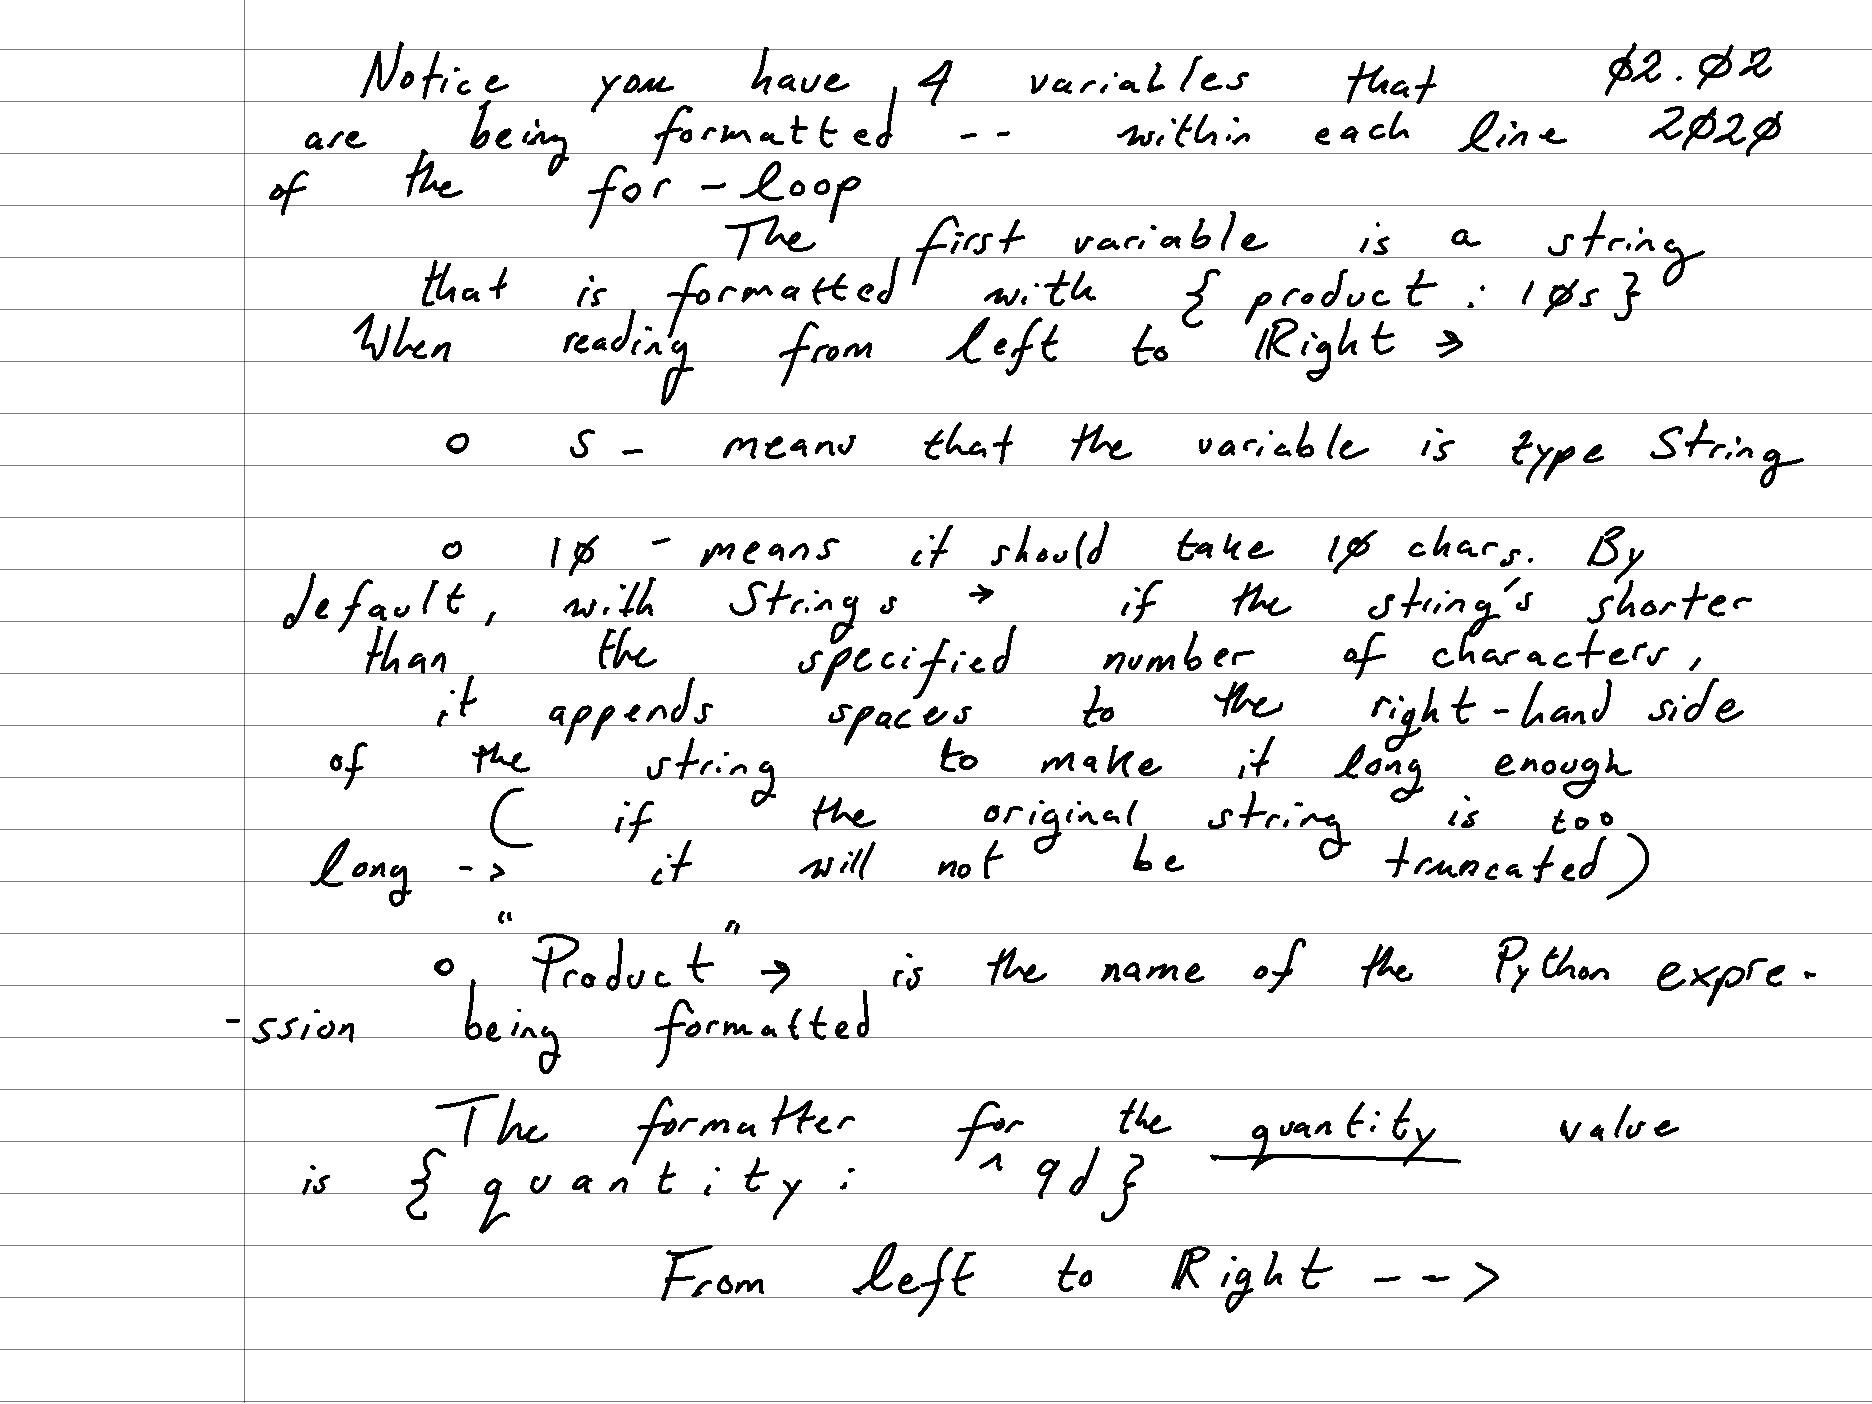 Notice you have 4 variables that ø2.ø2
are being formatted -- within each line 2ø2ø
of the for-loop
The first variable is a string
that is formatted with { product : 1øs }
When reading from left to Right →
o s - means that the variable is type String
o 1ø - means it should take 1ø chars. By
default, with Strings → if the string's shorter
than the specified number of characters,
it appends spaces to the right-hand side
of the string to make it long enough
( if the original string is too
long -> it will not be truncated )
o "Product" → is the name of the Python expre-
-ssion being formatted
The formatter for the quantity value
is { quantity : ^ 9d }
From left to Right -->